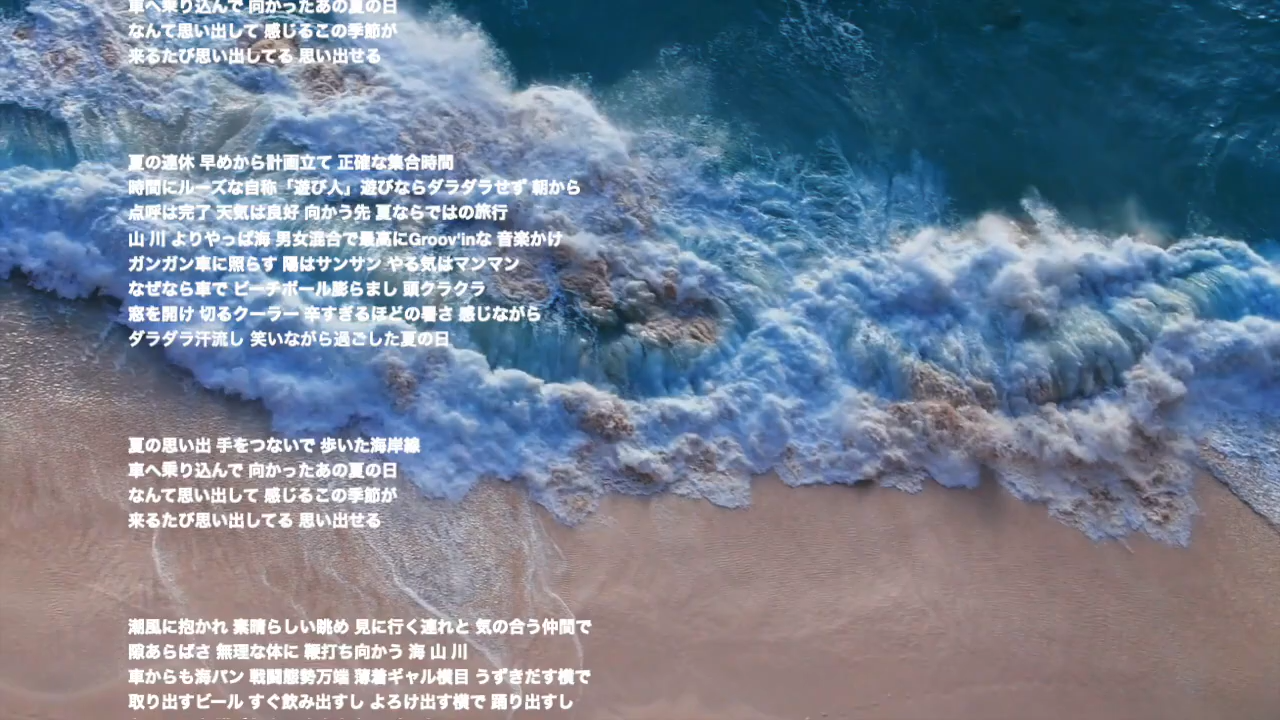 車へ乗り込んで 向かったあの夏の日
なんて思い出して 感じるこの季節が
来るたび思い出してる 思い出せる
夏の連休 早めから計画立て 正確な集合時間
時間にルーズな自称「遊び人」遊びならダラダラせず 朝から
点呼は完了 天気は良好 向かう先 夏ならではの旅行
山 川 よりやっぱ海 男女混合で最高にGroov'inな 音楽かけ
ガンガン車に照らす 陽はサンサン やる気はマンマン
なぜなら車で ビーチボール膨らまし 頭クラクラ
窓を開け 切るクーラー 辛すぎるほどの暑さ 感じながら
ダラダラ汗流し 笑いながら過ごした夏の日
夏の思い出 手をつないで 歩いた海岸線
車へ乗り込んで 向かったあの夏の日
なんて思い出して 感じるこの季節が
来るたび思い出してる 思い出せる
潮風に抱かれ 素晴らしい眺め 見に行く連れと 気の合う仲間で
隙あらばさ 無理な体に 鞭打ち向かう 海 山 川
車からも海パン 戦闘態勢万端 薄着ギャル横目 うずきだす横で
取り出すビール すぐ飲み出すし よろけ出す横で 踊り出すし